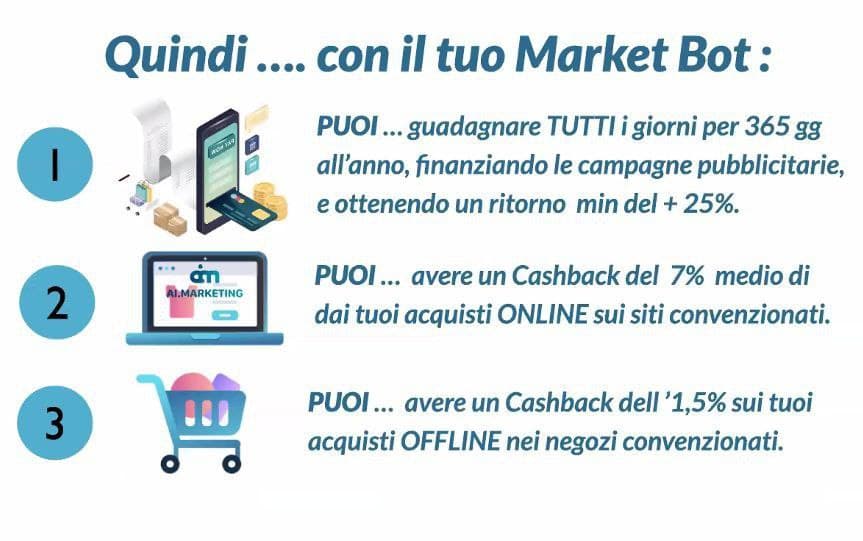 Quindi .... con il tuo Market Bot :
1
PUOI ... guadagnare TUTTI i giorni per 365 gg
all'anno, finanziando le campagne pubblicitarie,
e ottenendo un ritorno min del + 25%.
PAY NOW
2
aim
AI.MARKETING
PUOI ... avere un Cashback del 7% medio di
dai tuoi acquisti ONLINE sui siti convenzionati.
3
PUOI ... avere un Cashback dell '1,5% sui tuoi
acquisti OFFLINE nei negozi convenzionati.